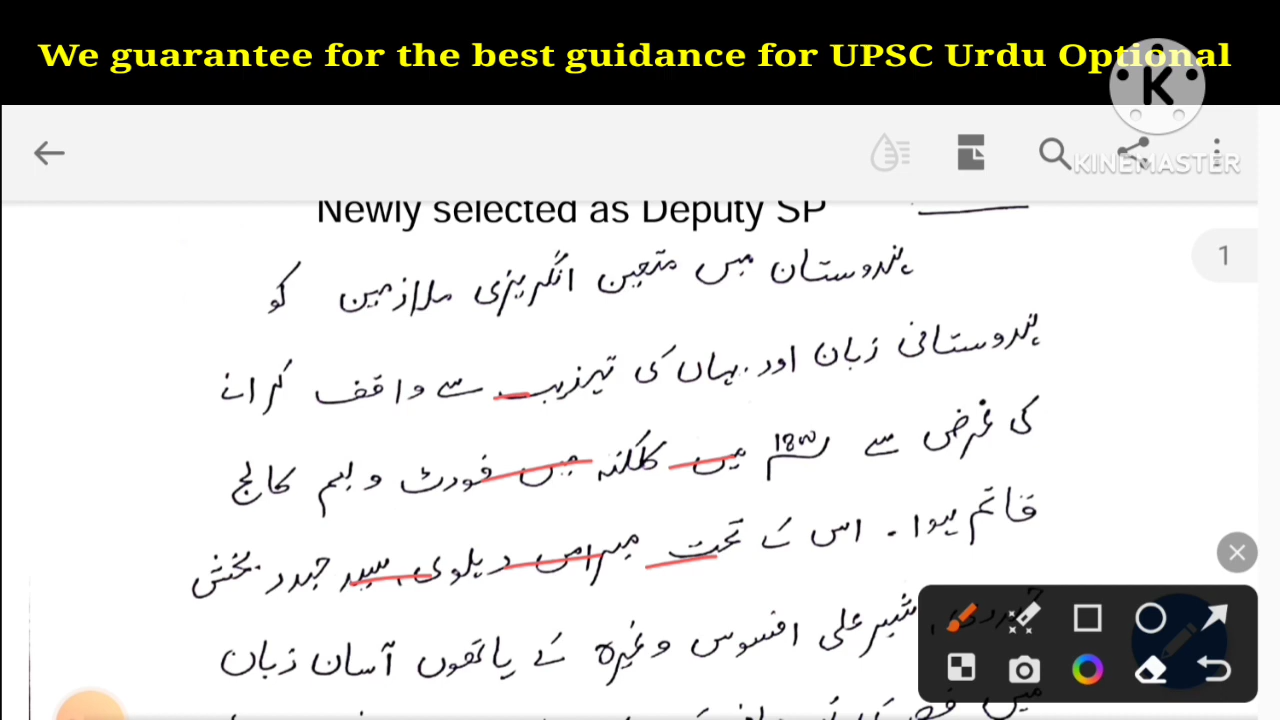 We guarantee for the best guidance for UPSC Urdu Optional
KINEMASTER
Newly selected as Deputy SP
1
ہندوستان میں متعین انگریزی ملازمین کو
ہندوستانی زبان اور یہاں کی تہذیب سے واقف کرانے
کی غرض سے 1800 میں کلکتہ میں فورٹ ولیم کالج
قائم ہوا۔ اس کے تحت میرامن دہلوی، سید حیدر بخش
شیر علی افسوس وغیرہ کے ہاتھوں آسان زبان
میں